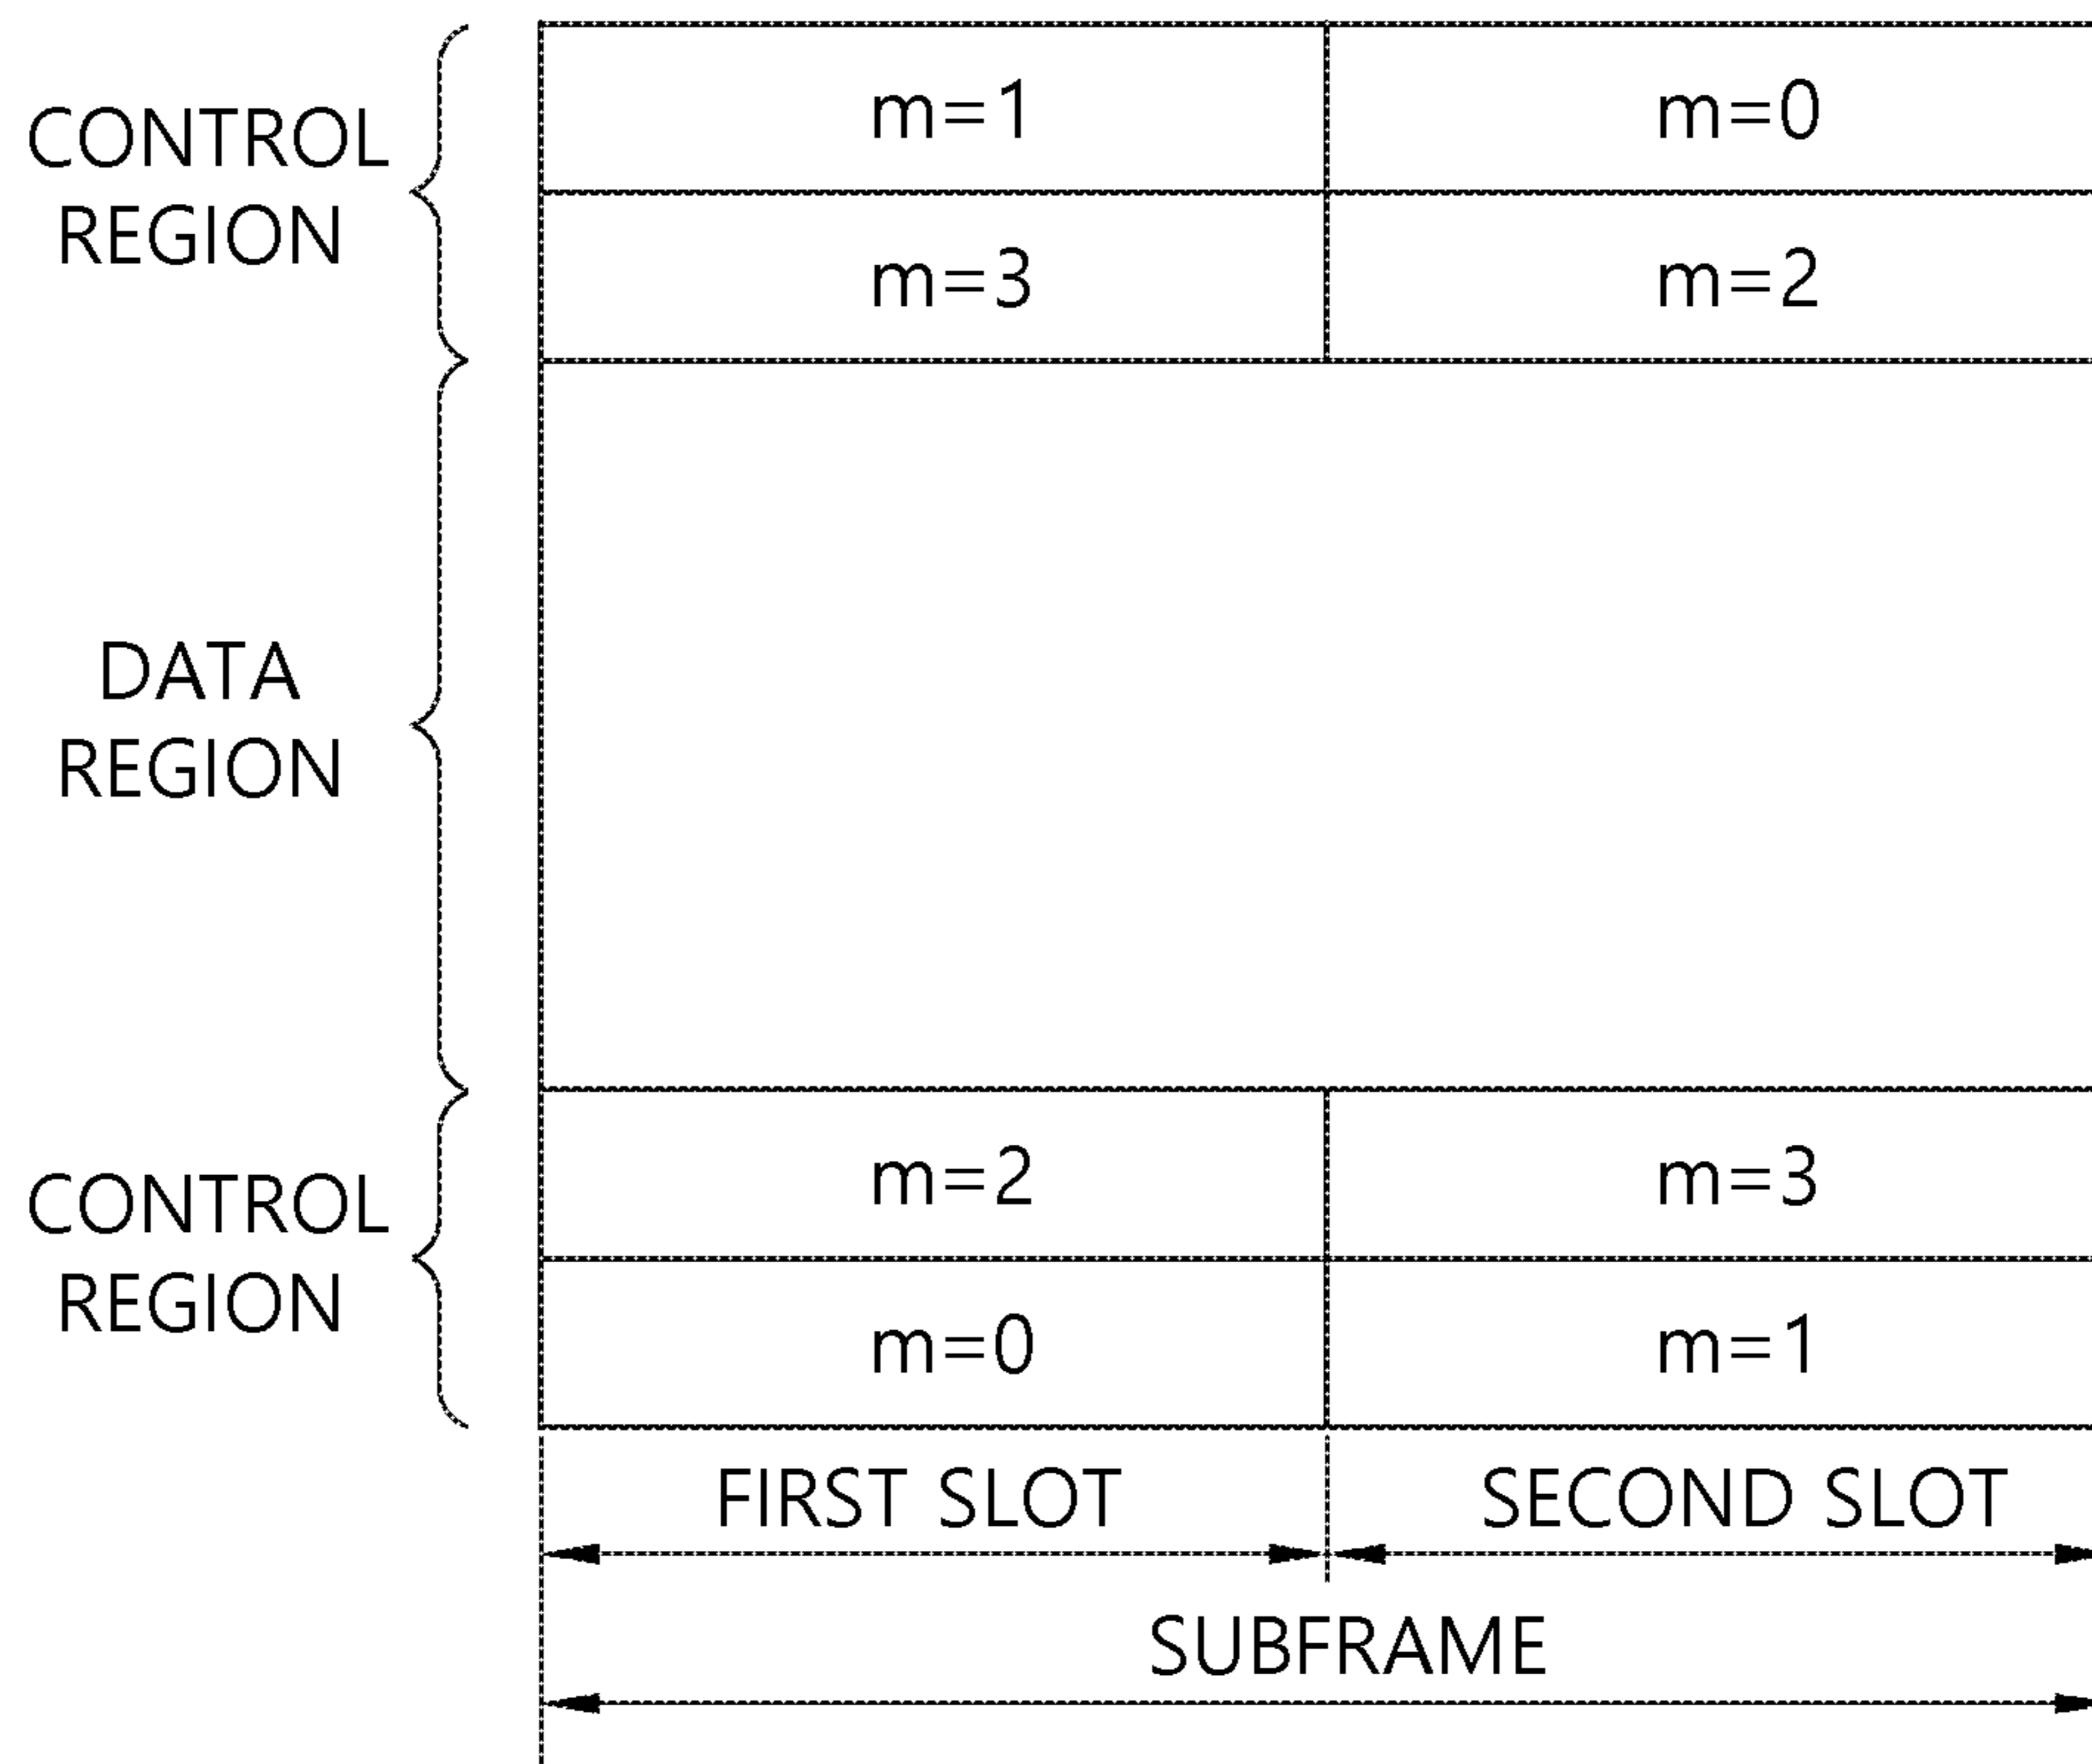 CONTROL
REGION
m=1
m=0
m=3
m=2
DATA
REGION
CONTROL
REGION
m=2
m=3
m=0
m=1
FIRST SLOT
SECOND SLOT
SUBFRAME